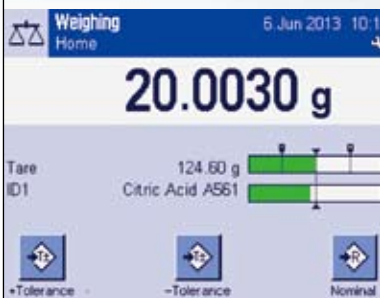 Weighing
6.Jun 2013 10:1
Home
20.0030 g
Tare 124.60 g
ID1 Citric Acid A561
+Tolerance
-Tolerance
Nominal